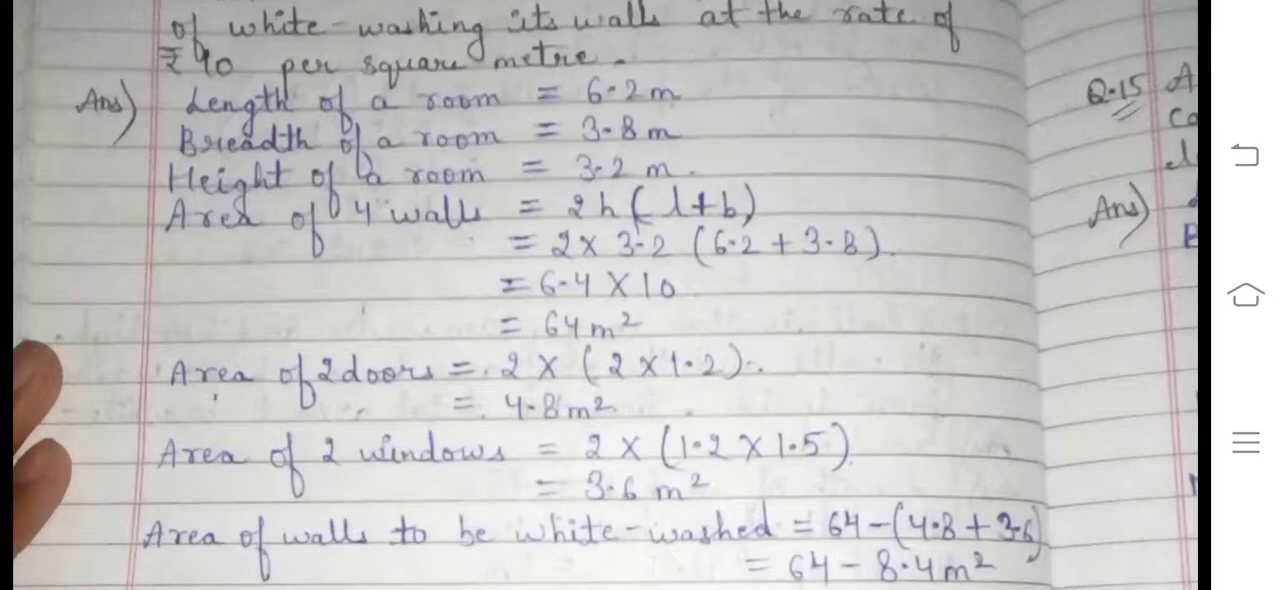 of white-washing its walls at the rate of
₹40 per square metre.
Ans) Length of a room = 6.2m
Breadth of a room = 3.8m
Height of a room = 3.2 m.
Area of 4 walls = 2h(l+b)
= 2 x 3.2 (6.2 + 3.8).
= 6.4 X 10
= 64 m²
Area of 2 doors = 2 x (2 x 1.2).
= 4.8 m²
Area of 2 windows = 2 x (1.2 x 1.5)
= 3.6 m²
Area of walls to be white-washed = 64-(4.8 + 3.6)
= 64 - 8.4 m²
Q.15 A
Ans)